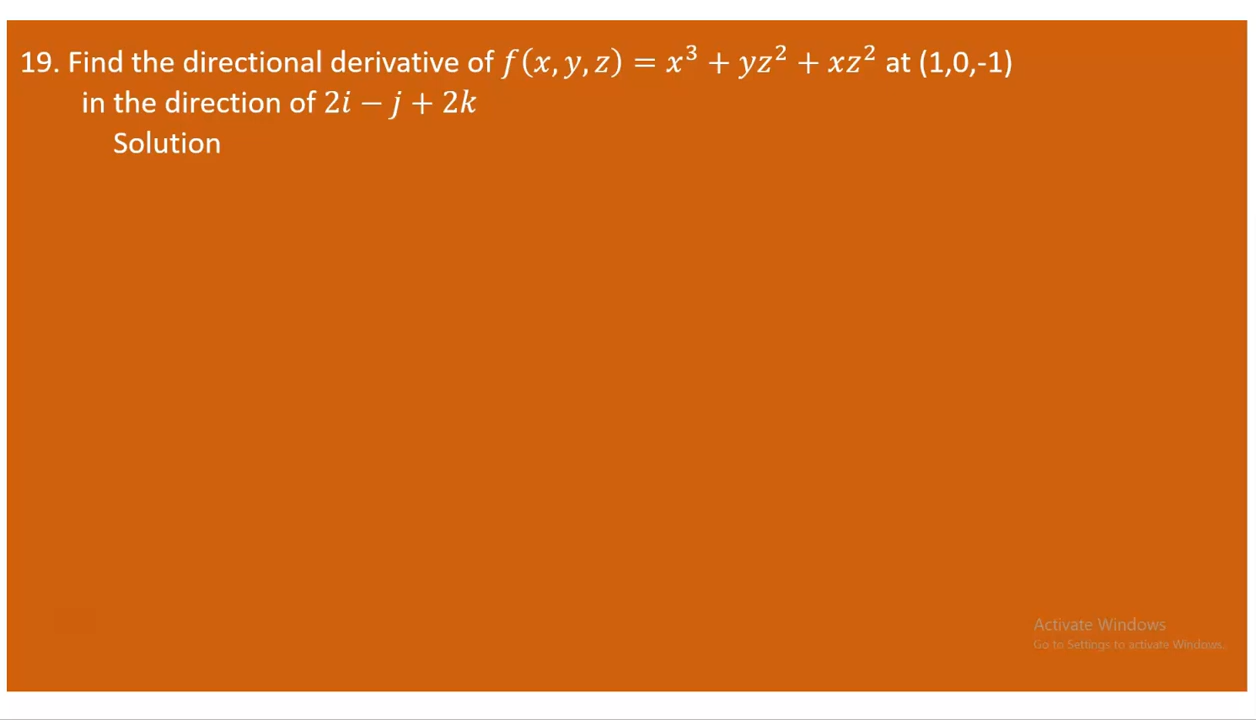 19. Find the directional derivative of f(x, y, z) = x³ + yz² + xz² at (1,0,-1)
in the direction of 2i − j + 2k
Solution
Activate Windows
Go to Settings to activate Windows.